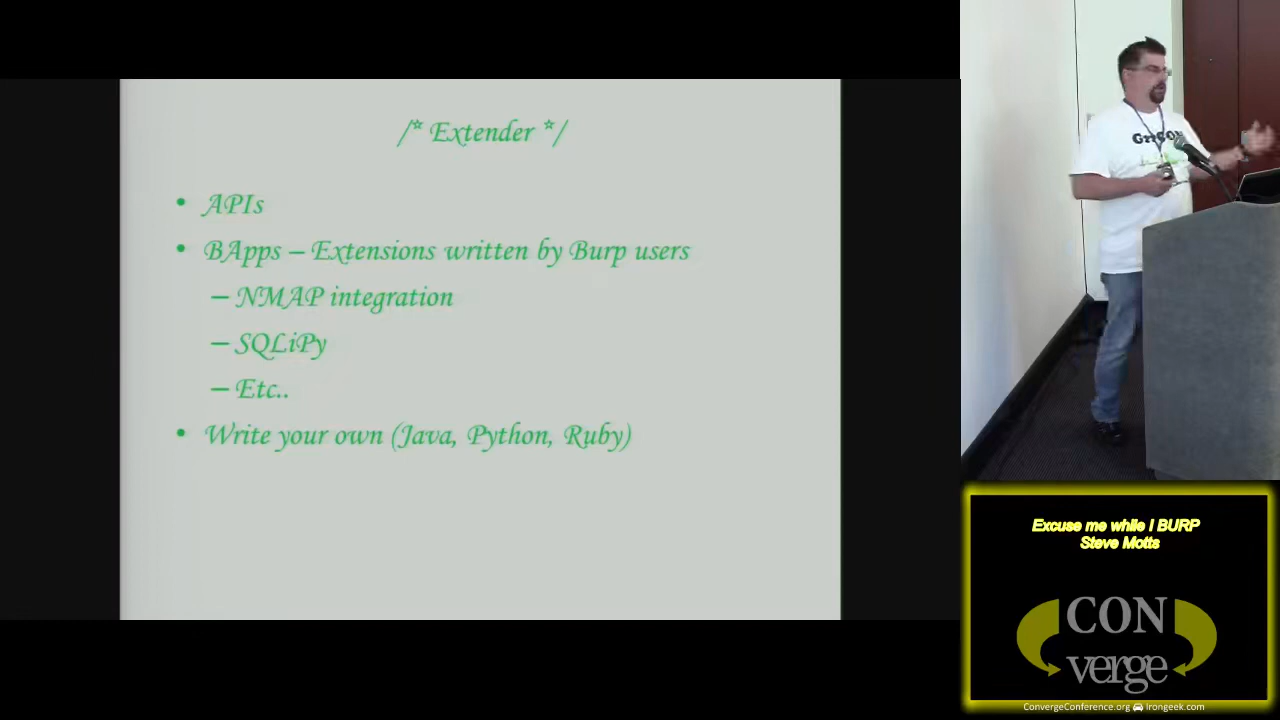 /* Extender */
• APIs
• BApps – Extensions written by Burp users
– NMAP integration
– SQLiPy
– Etc..
• Write your own (Java, Python, Ruby)
Excuse me while I BURP
Steve Motts
CON
verge
ConvergeConference.org Irongeek.com